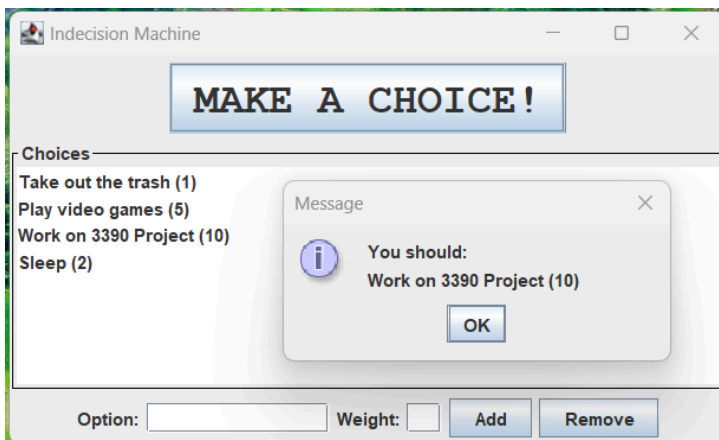 Indecision Machine
MAKE A CHOICE!
Choices
Take out the trash (1)
Play video games (5)
Work on 3390 Project (10)
Sleep (2)
Message
You should:
Work on 3390 Project (10)
OK
Option: Weight: Add Remove